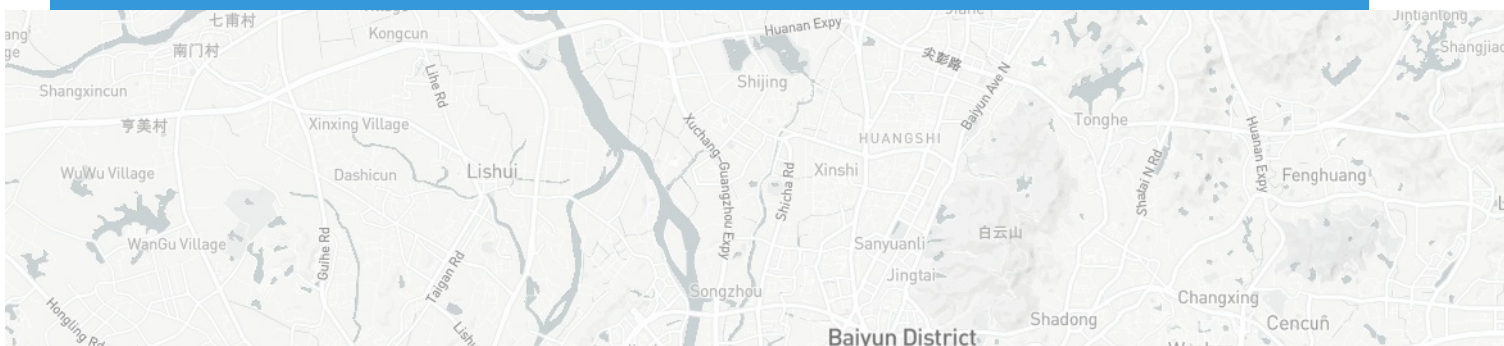 七甫村
Kongcun
Huanan Expy
Jintianlong
南门村
尖彭路
Shangjiao
Lihe Rd
Shijing
Shangxincun
Baiyun Ave N
亨美村
Xinxing Village
Xuchang-Guangzhou Expy
HUANGSHI
Tonghe
Huanan Expy
WuWu Village
Dashicun
Lishui
Xinshi
Shicha Rd
Shatai N Rd
Fenghuang
WanGu Village
Guihe Rd
Sanyuanli
白云山
Taigan Rd
Jingtai
Songzhou
Changxing
Hongling Rd
Shadong
Cencun
Baiyun District